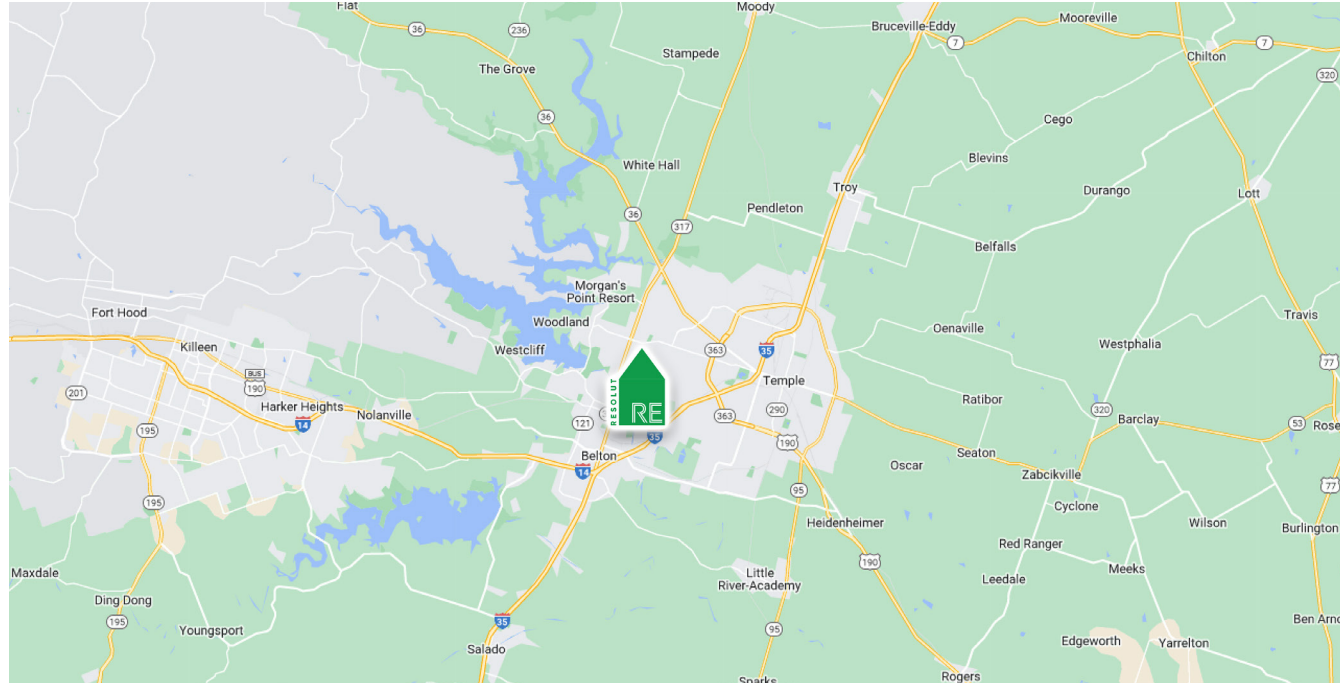 Flat
Moody
Bruceville-Eddy
Mooreville
36
236
7
7
Chilton
Stampede
The Grove
320
36
Cego
Blevins
White Hall
Troy
Durango
Lott
Pendleton
36
317
Belfalls
Morgan's
Point Resort
Fort Hood
Travis
Woodland
Oenaville
Westphalia
Killeen
Westcliff
363
35
77
BUS
190
Temple
201
RESOLUT
RE
Ratibor
Harker Heights
Nolanville
363
290
320
Barclay
14
121
53
Rose
195
35
190
Belton
Seaton
Oscar
14
Zabcikville
77
195
95
Cyclone
Heidenheimer
Wilson
Burlington
Red Ranger
190
Maxdale
Little
River-Academy
Meeks
Leedale
Ding Dong
195
35
Ben Arno
Youngsport
95
Edgeworth
Yarrelton
Salado
Rogers
Sparks